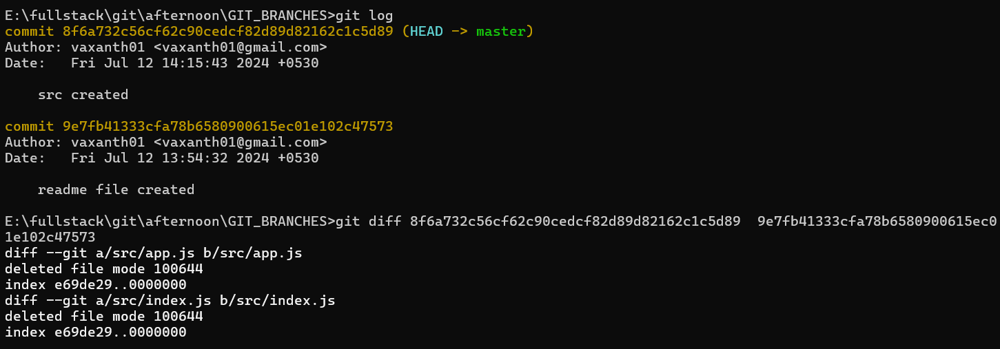 E:\fullstack\git\afternoon\GIT_BRANCHES>git log
commit 8f6a732c56cf62c90cedcf82d89d82162c1c5d89 (HEAD -> master)
Author: vaxanth01 <vaxanth01@gmail.com>
Date:   Fri Jul 12 14:15:43 2024 +0530
    src created
commit 9e7fb41333cfa78b6580900615ec01e102c47573
Author: vaxanth01 <vaxanth01@gmail.com>
Date:   Fri Jul 12 13:54:32 2024 +0530
    readme file created
E:\fullstack\git\afternoon\GIT_BRANCHES>git diff 8f6a732c56cf62c90cedcf82d89d82162c1c5d89  9e7fb41333cfa78b6580900615ec0
1e102c47573
diff --git a/src/app.js b/src/app.js
deleted file mode 100644
index e69de29..0000000
diff --git a/src/index.js b/src/index.js
deleted file mode 100644
index e69de29..0000000